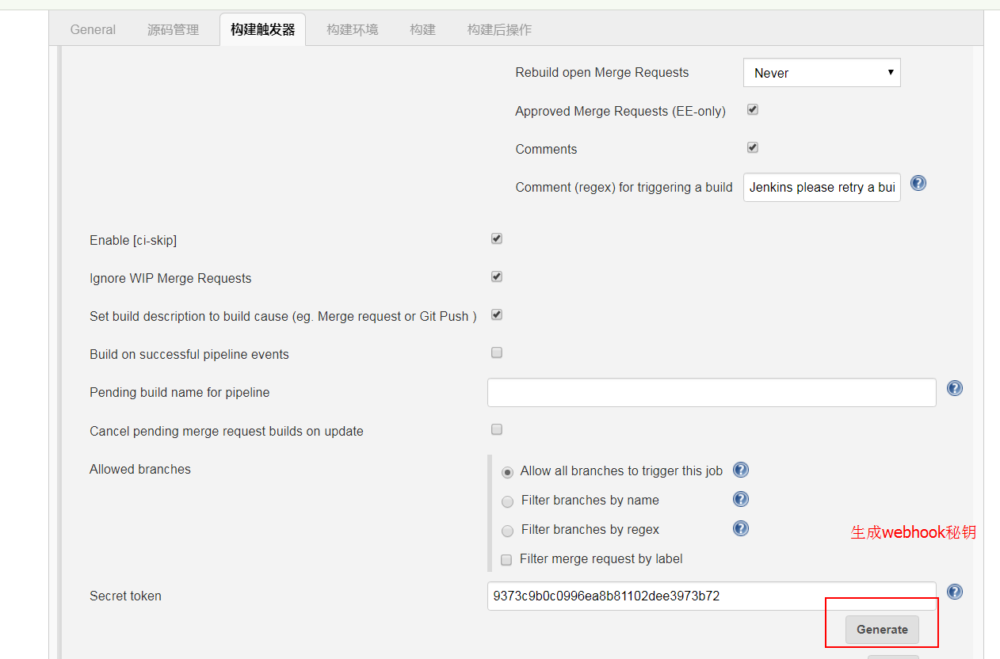 General 源码管理 构建触发器 构建环境 构建 构建后操作
Rebuild open Merge Requests Never
Approved Merge Requests (EE-only)
Comments
Comment (regex) for triggering a build Jenkins please retry a bui
Enable [ci-skip]
Ignore WIP Merge Requests
Set build description to build cause (eg. Merge request or Git Push )
Build on successful pipeline events
Pending build name for pipeline
Cancel pending merge request builds on update
Allowed branches Allow all branches to trigger this job
Filter branches by name
Filter branches by regex
生成webhook秘钥
Filter merge request by label
Secret token 9373c9b0c0996ea8b81102dee3973b72
Generate